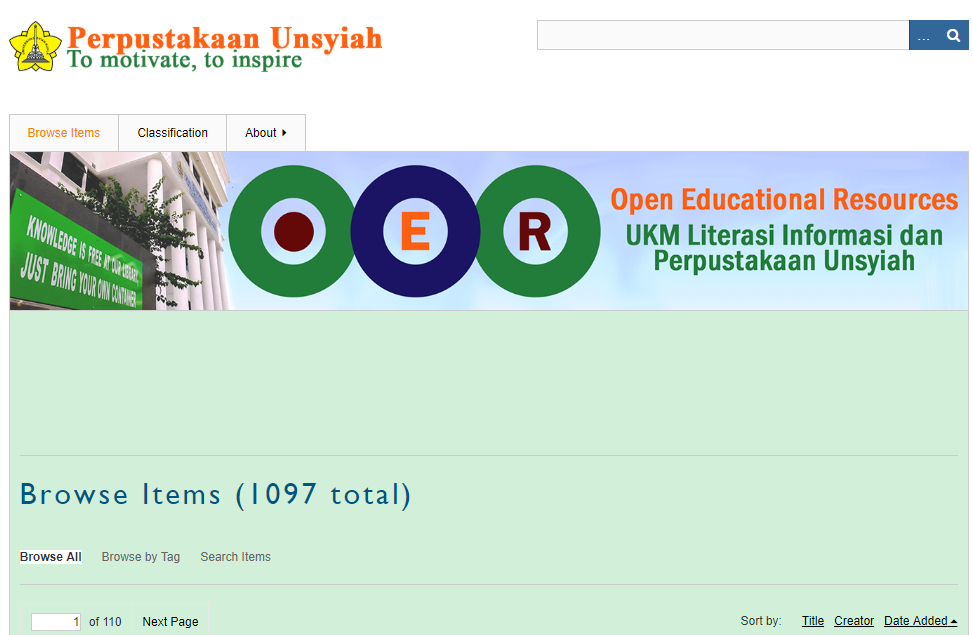 Perpustakaan Unsyiah
To motivate, to inspire
...
Browse Items
Classification
About
KNOWLEDGE IS FREE AT OUR LIBRARY,
JUST BRING YOUR OWN CONTAINER
E R
Open Educational Resources
UKM Literasi Informasi dan
Perpustakaan Unsyiah
Browse Items (1097 total)
Browse All
Browse by Tag
Search Items
1 of 110 Next Page
Sort by: Title Creator Date Added